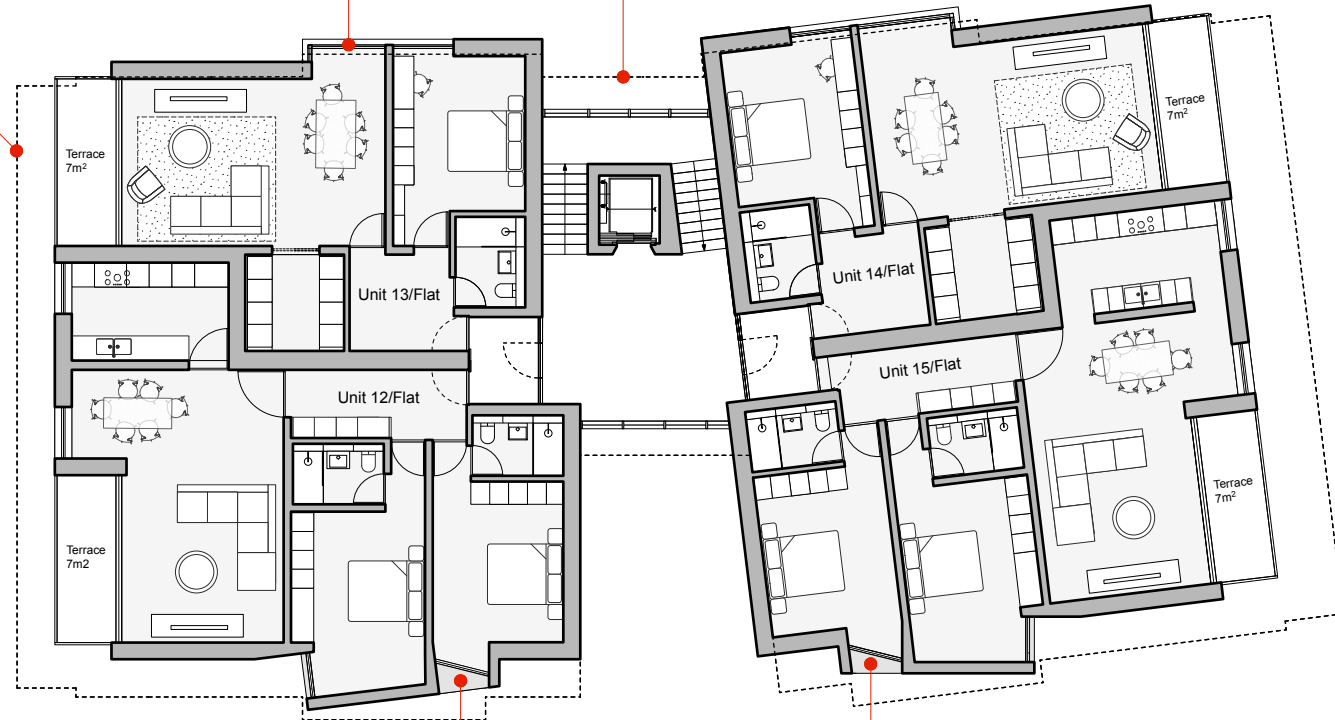 Terrace
7m²
Terrace
7m²
Unit 13/Flat
Unit 14/Flat
Unit 12/Flat
Unit 15/Flat
Terrace
7m2
Terrace
7m²